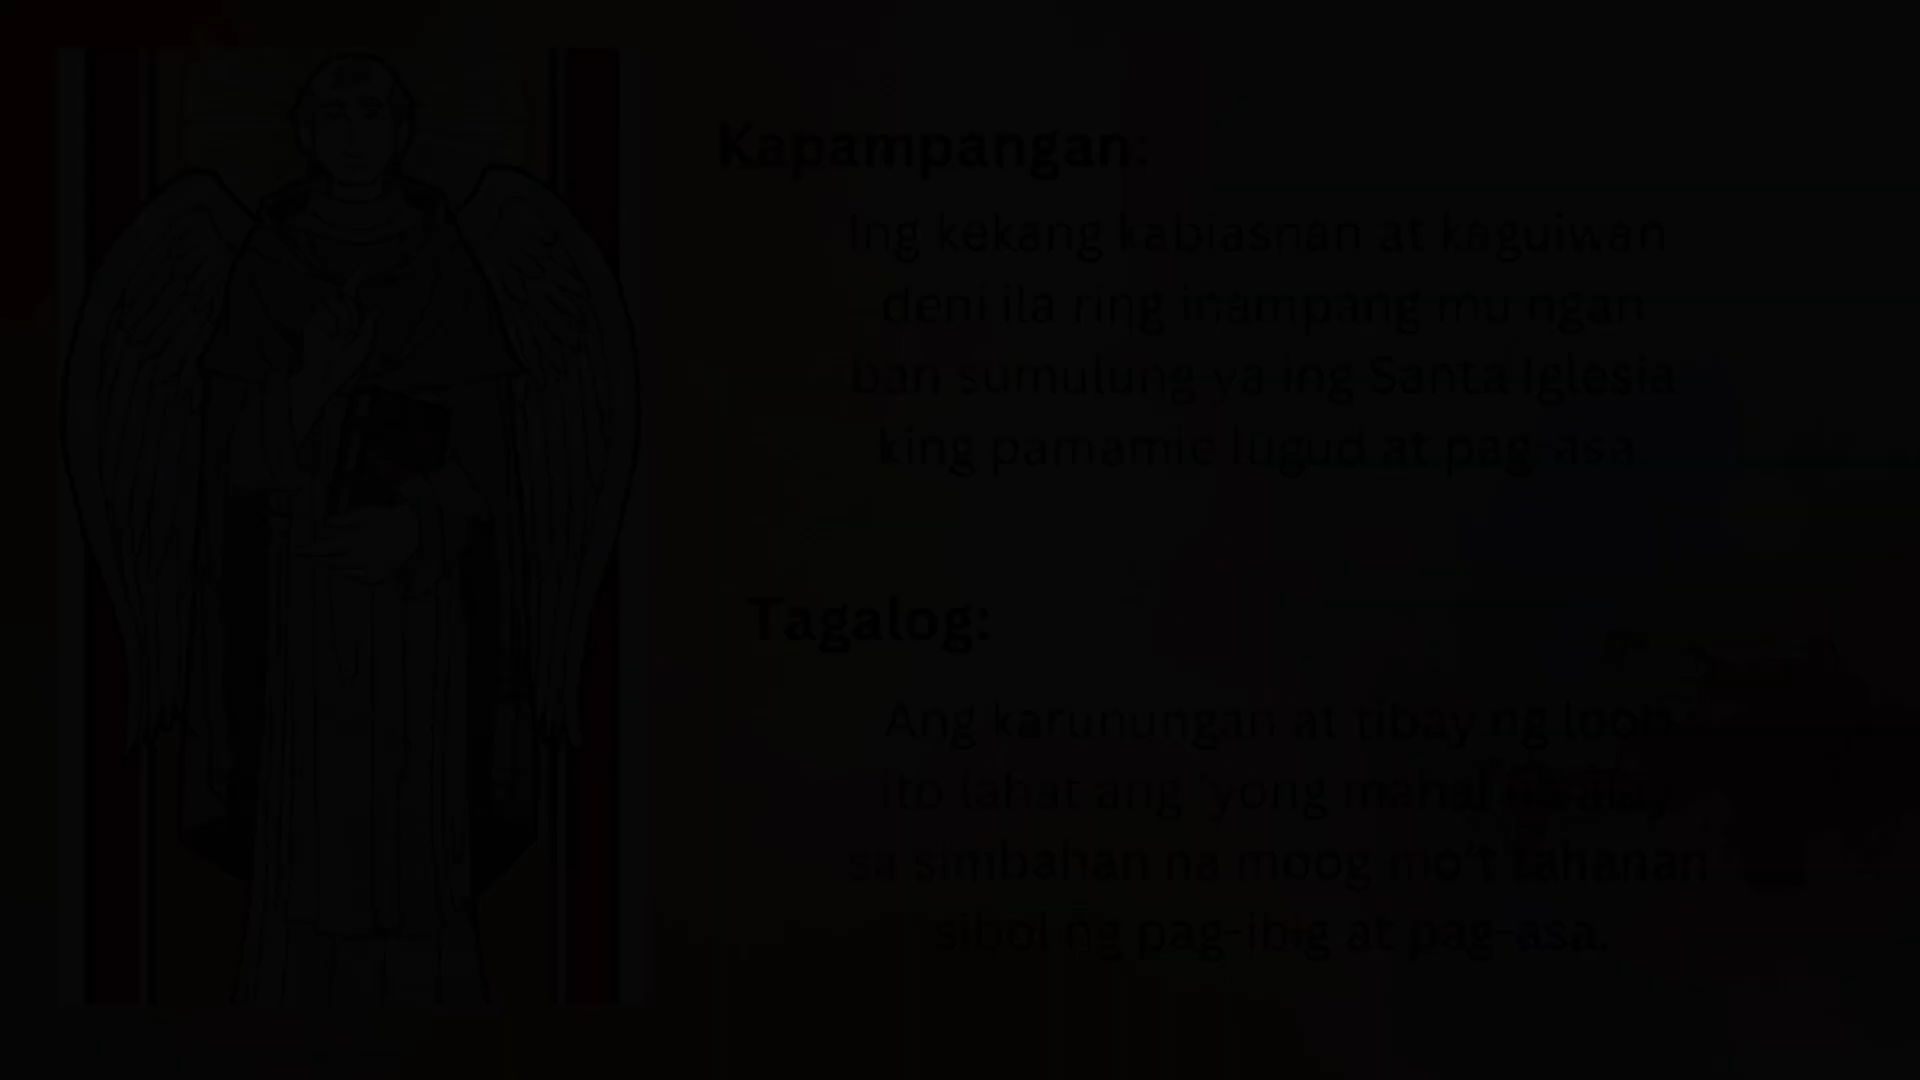 Kapampangan:
Ing kekang kabiasnan at kaguiwan
deni ila ring inampang mu ngan
ban sumulung ya ing Santa Iglesia
king pamamie lugud at pag-asa
Tagalog:
Ang karunungan at tibay ng loob
ito lahat ang 'yong mahal na alay
sa simbahan na moog mo't tahanan
sibol ng pag-ibig at pag-asa.